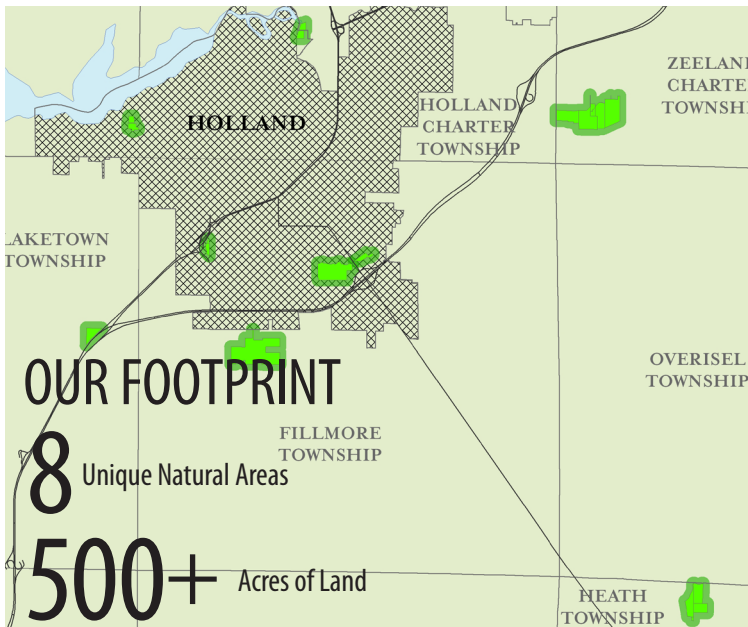 ZEELAN
CHARTE
TOWNSHI
HOLLAND
CHARTER
TOWNSHIP
HOLLAND
LAKETOWN
TOWNSHIP
OVERISEL
TOWNSHIP
OUR FOOTPRINT
FILLMORE
TOWNSHIP
8 Unique Natural Areas
500+ Acres of Land
HEATH
TOWNSHIP